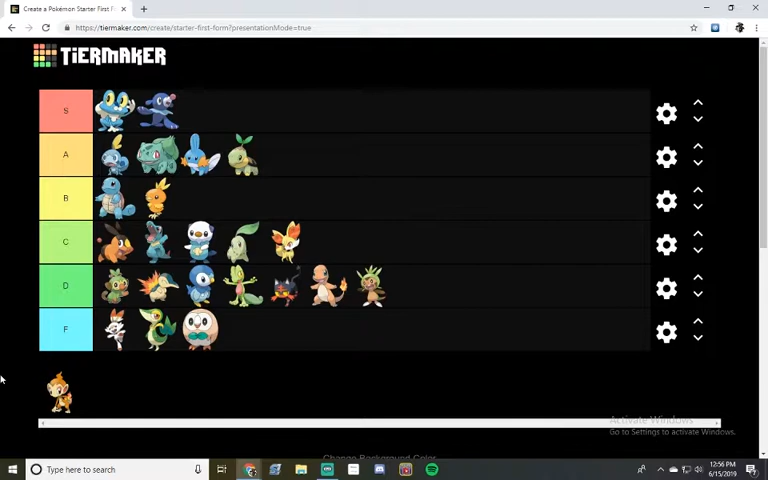 Create a Pokémon Starter First F
https://tiermaker.com/create/starter-first-form?presentationMode=true
TIERMAKER
S
A
B
C
D
F
Activate Windows
Go to Settings to activate Windows.
Change Background Color
Type here to search
12:56 PM
6/15/2019